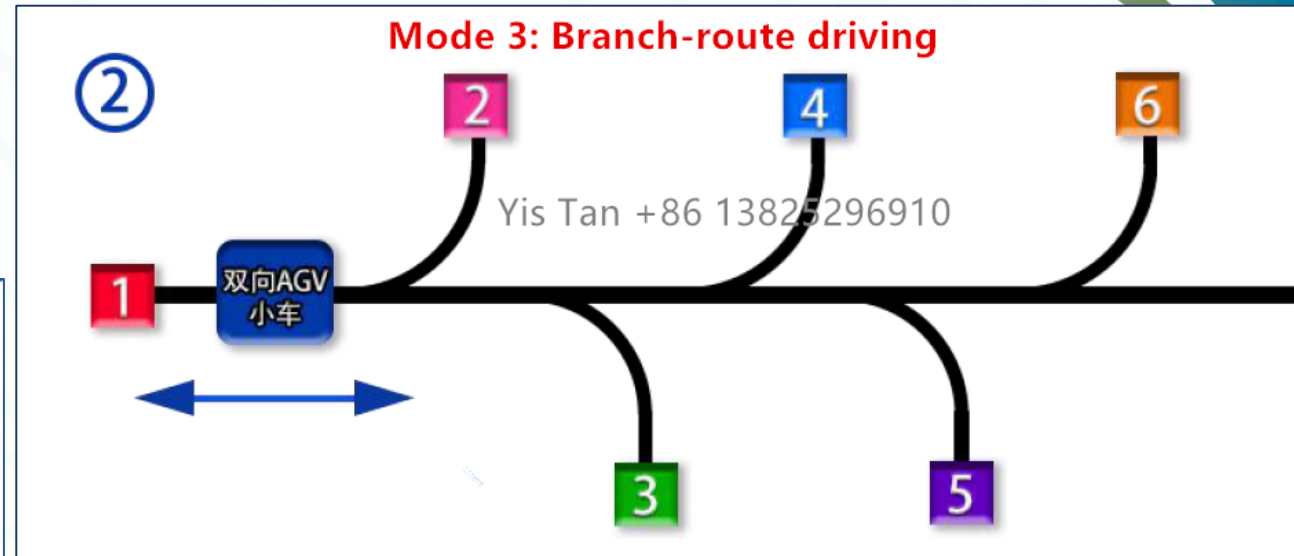 Mode 3: Branch-route driving
②
2
4
6
Yis Tan +86 13825296910
1
双向AGV
小车
3
5